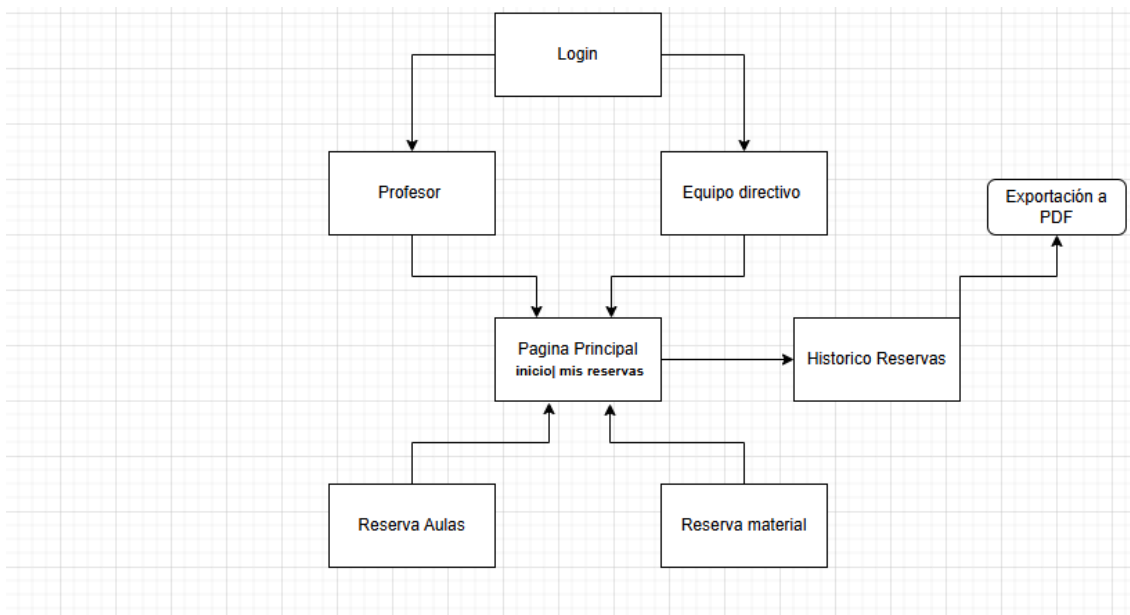 Login
Profesor
Equipo directivo
Exportación a
PDF
Pagina Principal
inicio| mis reservas
Historico Reservas
Reserva Aulas
Reserva material